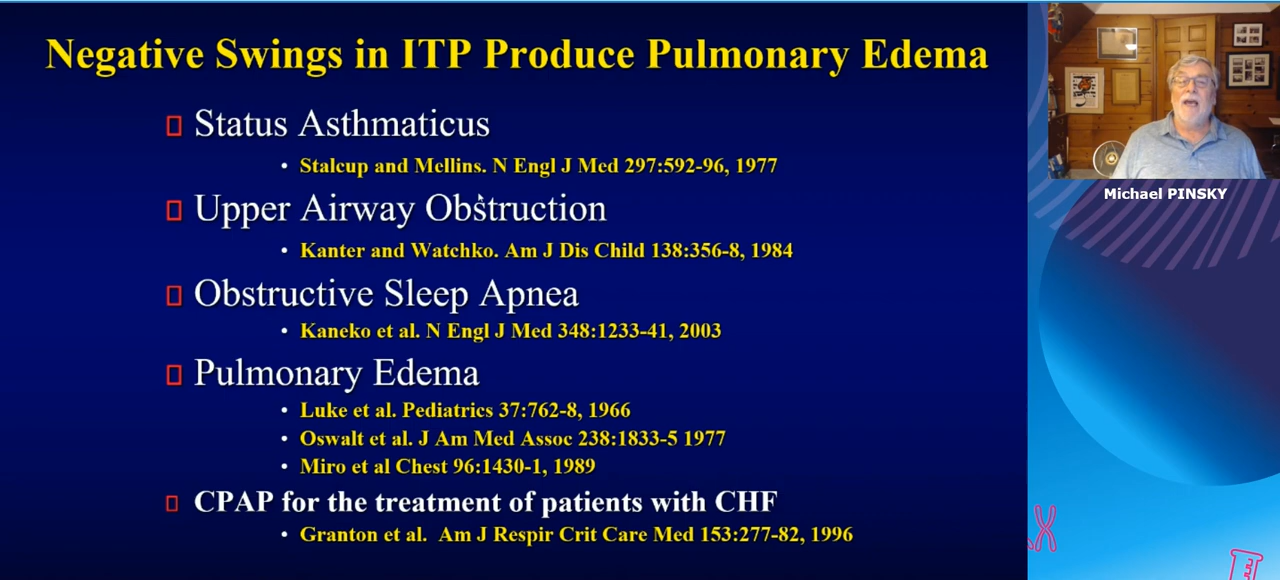 Negative Swings in ITP Produce Pulmonary Edema
Status Asthmaticus
• Stalcup and Mellins. N Engl J Med 297:592-96, 1977
Upper Airway Obstruction
• Kanter and Watchko. Am J Dis Child 138:356-8, 1984
Obstructive Sleep Apnea
• Kaneko et al. N Engl J Med 348:1233-41, 2003
Pulmonary Edema
• Luke et al. Pediatrics 37:762-8, 1966
• Oswalt et al. J Am Med Assoc 238:1833-5 1977
• Miro et al Chest 96:1430-1, 1989
CPAP for the treatment of patients with CHF
• Granton et al. Am J Respir Crit Care Med 153:277-82, 1996
Michael PINSKY